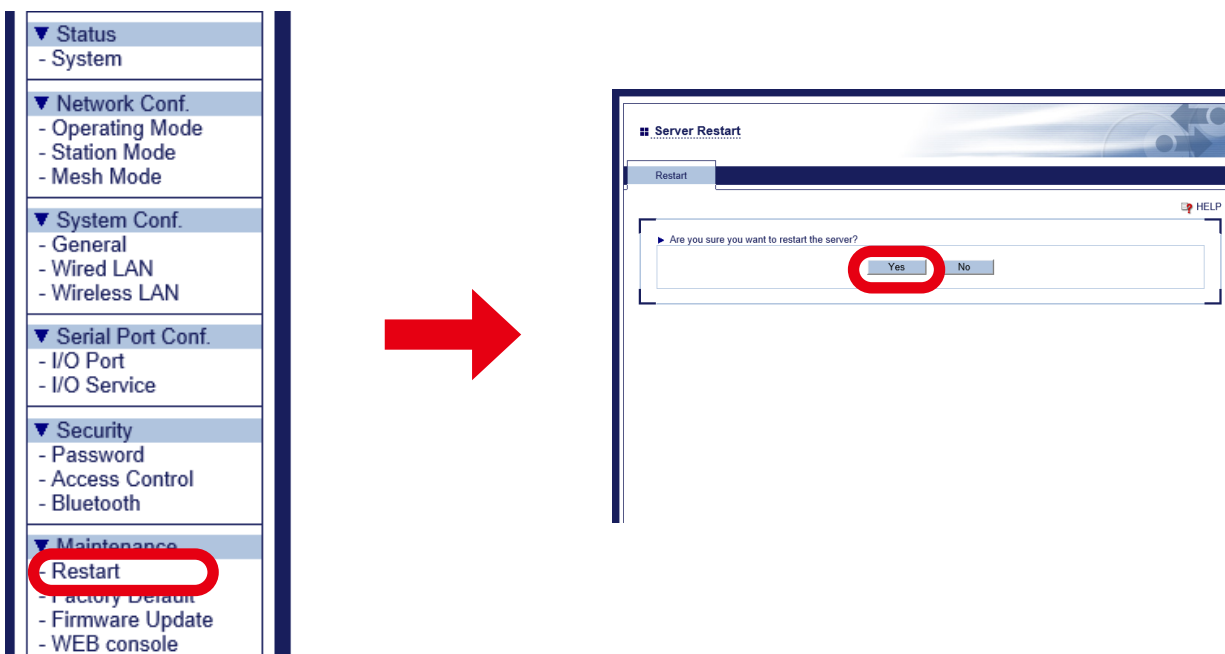 ▼ Status
- System
▼ Network Conf.
- Operating Mode
- Station Mode
- Mesh Mode
▼ System Conf.
- General
- Wired LAN
- Wireless LAN
▼ Serial Port Conf.
- I/O Port
- I/O Service
▼ Security
- Password
- Access Control
- Bluetooth
▼ Maintenance
- Restart
- Factory Default
- Firmware Update
- WEB console
Server Restart
Restart
HELP
Are you sure you want to restart the server?
Yes No